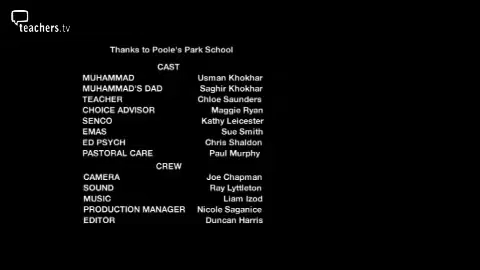 teachers.tv
Thanks to Poole's Park School
CAST
MUHAMMAD Usman Khokhar
MUHAMMAD'S DAD Saghir Khokhar
TEACHER Chloe Saunders
CHOICE ADVISOR Maggie Ryan
SENCO Kathy Leicester
EMAS Sue Smith
ED PSYCH Chris Shaldon
PASTORAL CARE Paul Murphy
CREW
CAMERA Joe Chapman
SOUND Ray Lyttleton
MUSIC Liam Izod
PRODUCTION MANAGER Nicole Saganice
EDITOR Duncan Harris